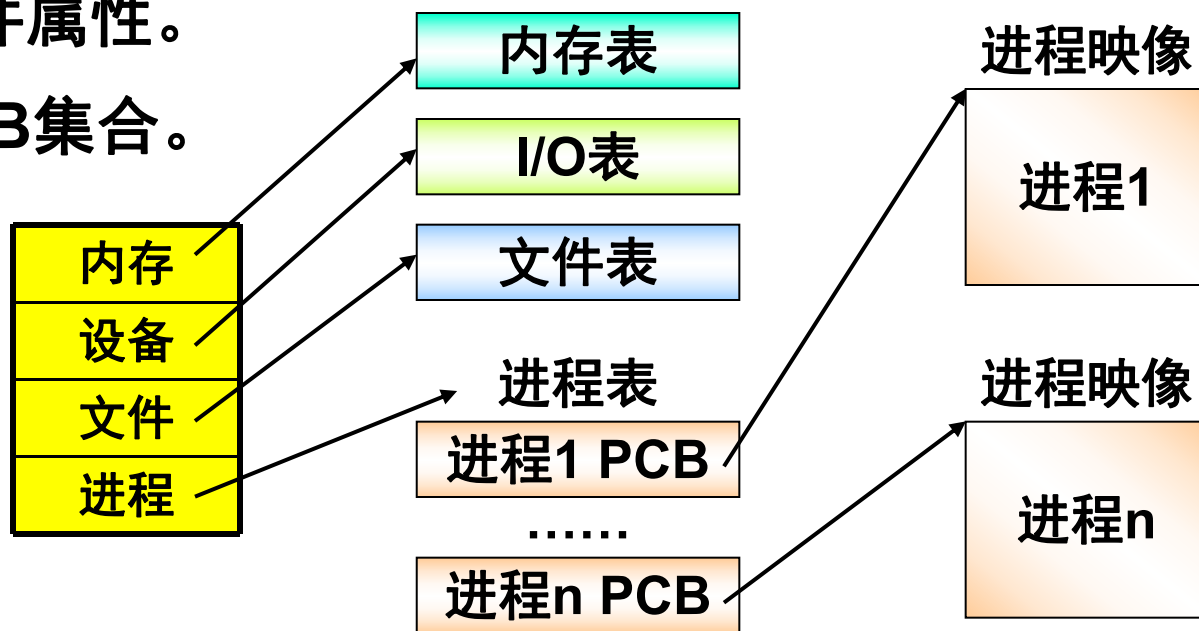 件属性。
B集合。
内存
设备
文件
进程
内存表
I/O表
文件表
进程表
进程1 PCB
……
进程n PCB
进程映像
进程1
进程映像
进程n